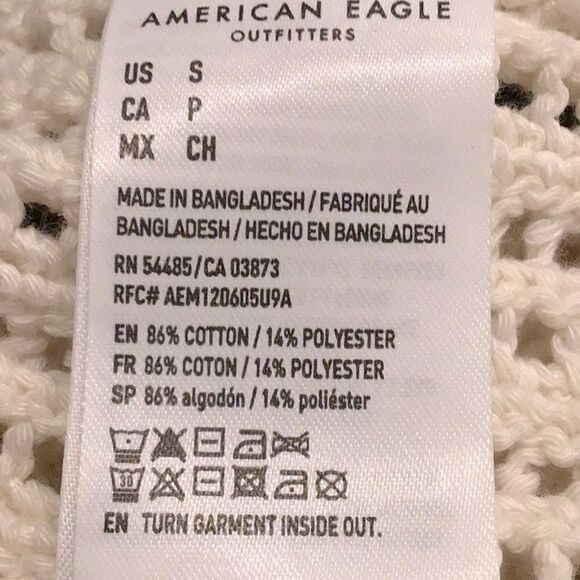 AMERICAN EAGLE
OUTFITTERS
US S
CA P
MX CH
MADE IN BANGLADESH / FABRIQUÉ AU
BANGLADESH / HECHO EN BANGLADESH
RN 54485 / CA 03873
RFC# AEM120605U9A
EN 86% COTTON / 14% POLYESTER
FR 86% COTON / 14% POLYESTER
SP 86% algodón / 14% poliéster
30
EN TURN GARMENT INSIDE OUT.